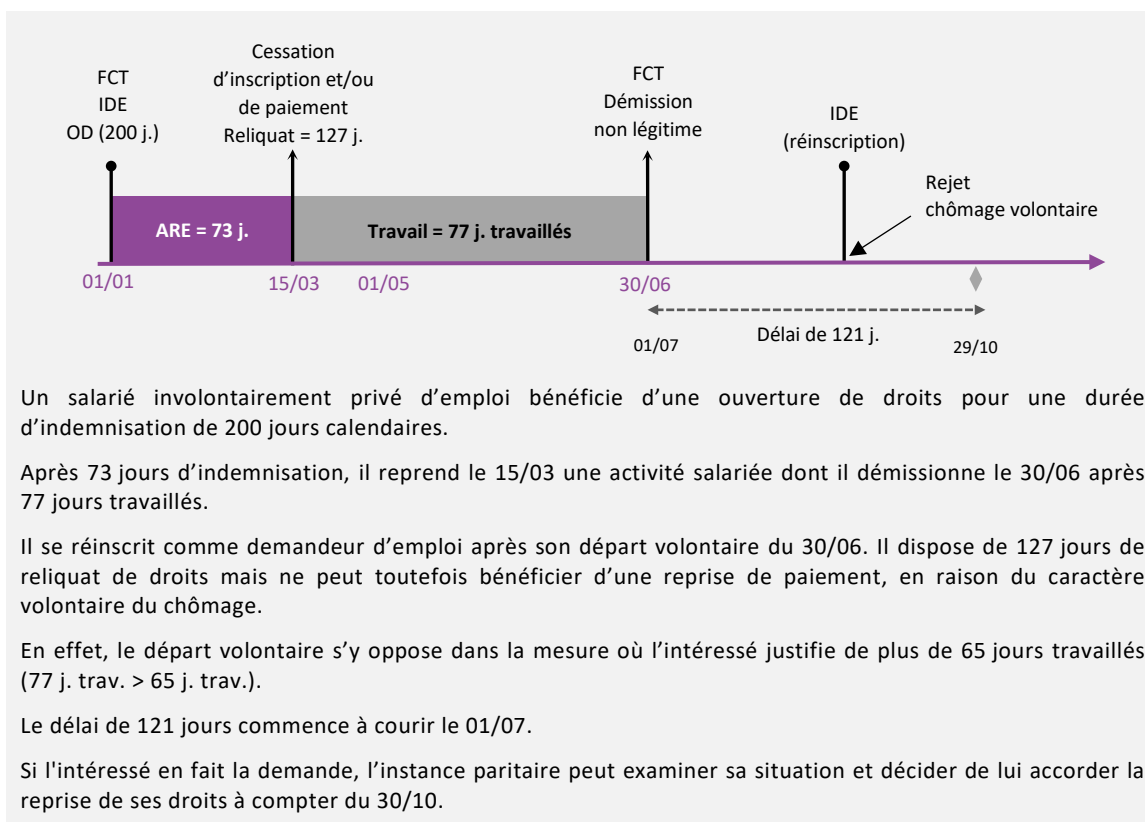 FCT
IDE
OD (200 j.)
Cessation
d’inscription et/ou
de paiement
Reliquat = 127 j.
FCT
Démission
non légitime
IDE
(réinscription)
Rejet
chômage volontaire
ARE = 73 j.
Travail = 77 j. travaillés
01/01
15/03
01/05
30/06
01/07
Délai de 121 j.
29/10
Un salarié involontairement privé d’emploi bénéficie d’une ouverture de droits pour une durée
d’indemnisation de 200 jours calendaires.
Après 73 jours d’indemnisation, il reprend le 15/03 une activité salariée dont il démissionne le 30/06 après
77 jours travaillés.
Il se réinscrit comme demandeur d’emploi après son départ volontaire du 30/06. Il dispose de 127 jours de
reliquat de droits mais ne peut toutefois bénéficier d’une reprise de paiement, en raison du caractère
volontaire du chômage.
En effet, le départ volontaire s’y oppose dans la mesure où l’intéressé justifie de plus de 65 jours travaillés
(77 j. trav. > 65 j. trav.).
Le délai de 121 jours commence à courir le 01/07.
Si l'intéressé en fait la demande, l’instance paritaire peut examiner sa situation et décider de lui accorder la
reprise de ses droits à compter du 30/10.